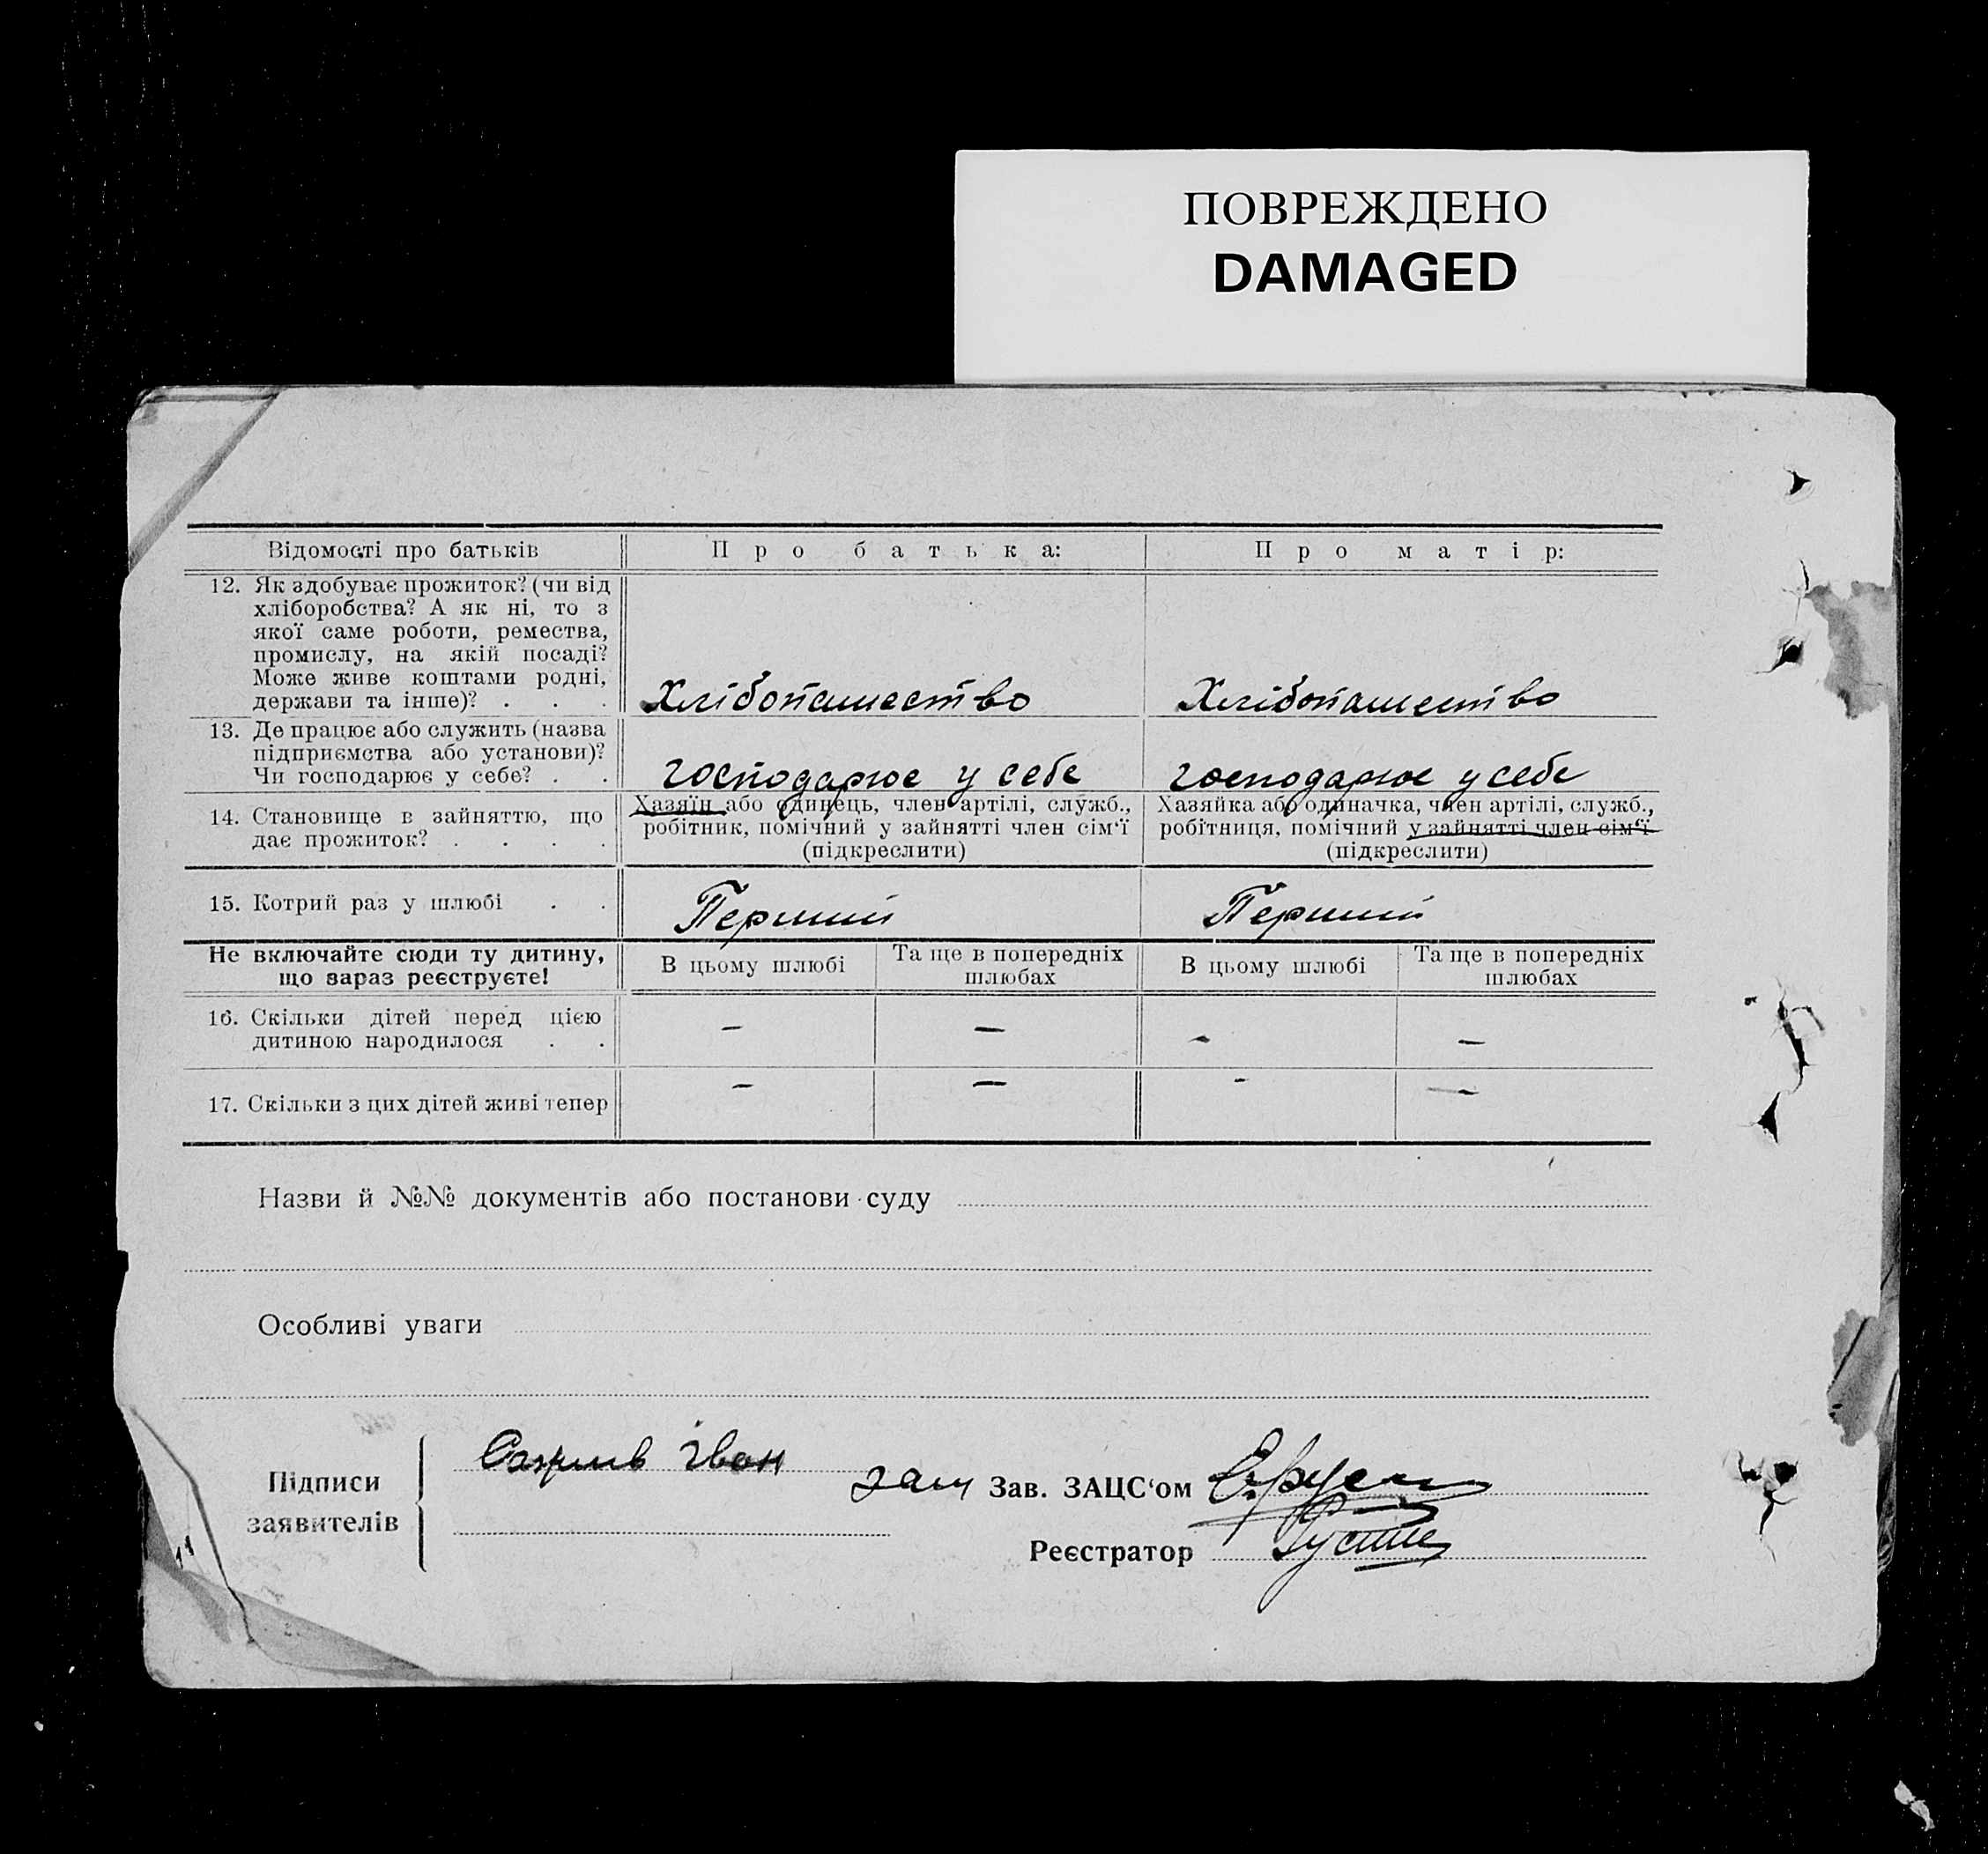 ПОВРЕЖДЕНО
DAMAGED
Відомості про батьків
Про батька:
Про матір:
12. Як здобуває прожиток? (чи від
хліборобства? А як ні, то з
якої саме роботи, ремества,
промислу, на якій посаді?
Може живе коштами родні,
держави та інше)? . . .
Хлібопашество
Хлібопашество
13. Де працює або служить (назва
підприємства або установи)?
Чи господарює у себе? . .
господарює у себе
господарює у себе
14. Становище в зайняттю, що
дає прожиток? . . . .
Хазяїн або одинець, член артілі, служб.,
робітник, помічний у зайнятті член сім‘ї
(підкреслити)
Хазяйка або одиначка, член артілі, служб.,
робітниця, помічний у зайнятті член сім‘ї
(підкреслити)
15. Котрий раз у шлюбі . .
Перший
Перший
Не включайте сюди ту дитину,
що зараз реєструєте!
В цьому шлюбі
Та ще в попередніх
шлюбах
В цьому шлюбі
Та ще в попередніх
шлюбах
16. Скільки дітей перед цією
дитиною народилося . .
– – – –
17. Скільки з цих дітей живі тепер
– – – –
Назви й №№ документів або постанови суду
Особливі уваги
Підписи
заявителів
Іван
Зав. ЗАЦС‘ом
Реєстратор